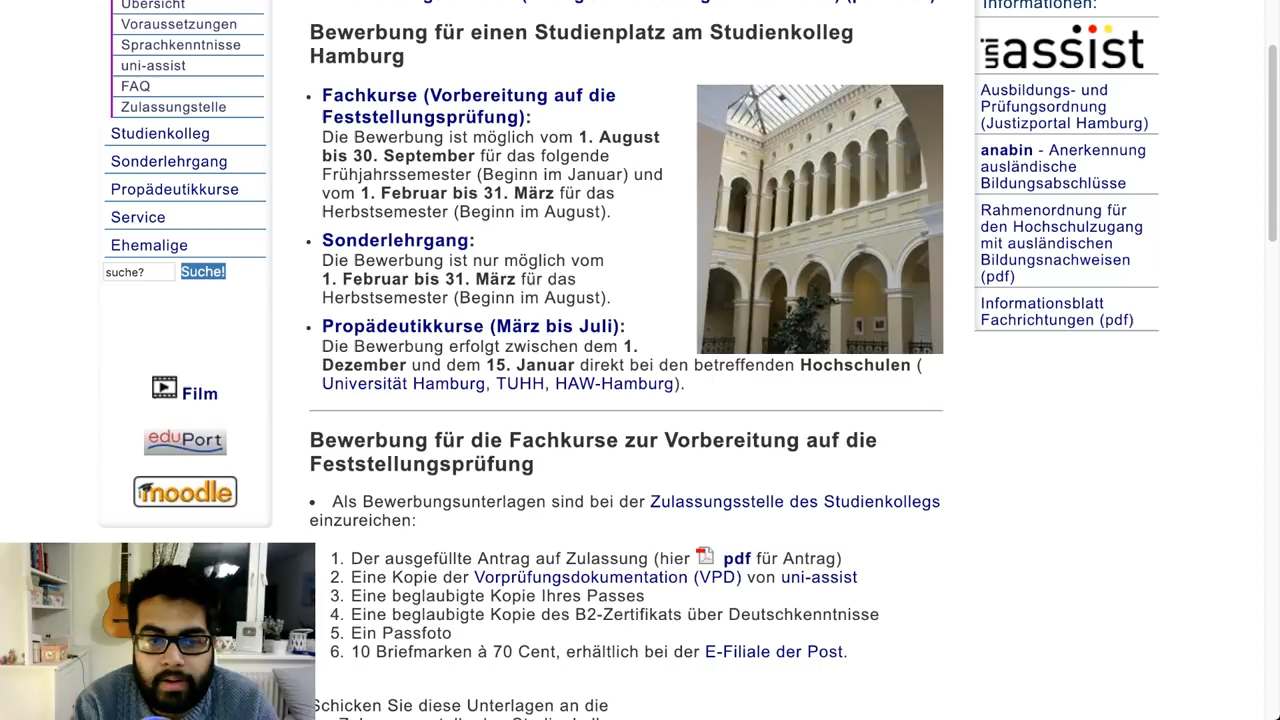 Übersicht
Voraussetzungen
Sprachkenntnisse
uni-assist
FAQ
Zulassungstelle
Studienkolleg
Sonderlehrgang
Propädeutikkurse
Service
Ehemalige
suche?
Suche!
Film
eduPort
moodle
Bewerbung für einen Studienplatz am Studienkolleg
Hamburg
• Fachkurse (Vorbereitung auf die
Feststellungsprüfung):
Die Bewerbung ist möglich vom 1. August
bis 30. September für das folgende
Frühjahrssemester (Beginn im Januar) und
vom 1. Februar bis 31. März für das
Herbstsemester (Beginn im August).
• Sonderlehrgang:
Die Bewerbung ist nur möglich vom
1. Februar bis 31. März für das
Herbstsemester (Beginn im August).
• Propädeutikkurse (März bis Juli):
Die Bewerbung erfolgt zwischen dem 1.
Dezember und dem 15. Januar direkt bei den betreffenden Hochschulen (
Universität Hamburg, TUHH, HAW-Hamburg).
Bewerbung für die Fachkurse zur Vorbereitung auf die
Feststellungsprüfung
• Als Bewerbungsunterlagen sind bei der Zulassungsstelle des Studienkollegs
einzureichen:
1. Der ausgefüllte Antrag auf Zulassung (hier pdf für Antrag)
2. Eine Kopie der Vorprüfungsdokumentation (VPD) von uni-assist
3. Eine beglaubigte Kopie Ihres Passes
4. Eine beglaubigte Kopie des B2-Zertifikats über Deutschkenntnisse
5. Ein Passfoto
6. 10 Briefmarken à 70 Cent, erhältlich bei der E-Filiale der Post.
Schicken Sie diese Unterlagen an die
Informationen:
uni assist
Ausbildungs- und
Prüfungsordnung
(Justizportal Hamburg)
anabin - Anerkennung
ausländische
Bildungsabschlüsse
Rahmenordnung für
den Hochschulzugang
mit ausländischen
Bildungsnachweisen
(pdf)
Informationsblatt
Fachrichtungen (pdf)